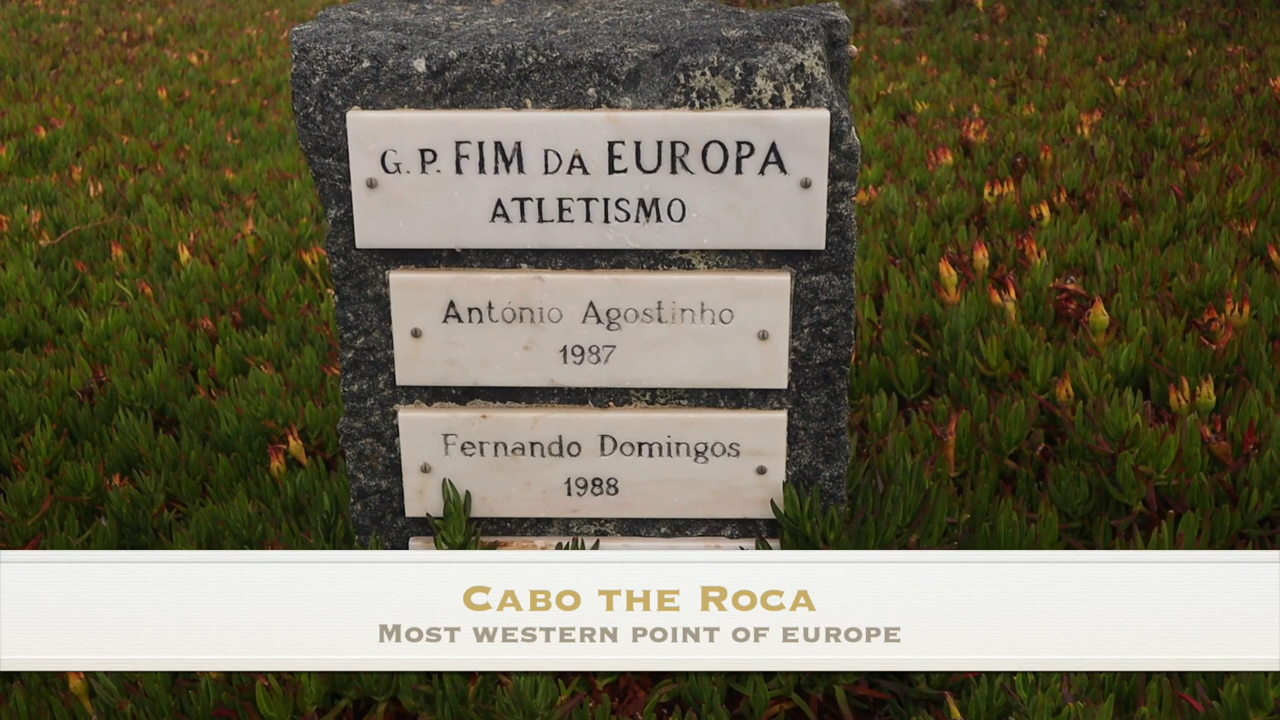 G. P. FIM DA EUROPA
ATLETISMO
António Agostinho
1987
Fernando Domingos
1988
CABO THE ROCA
MOST WESTERN POINT OF EUROPE